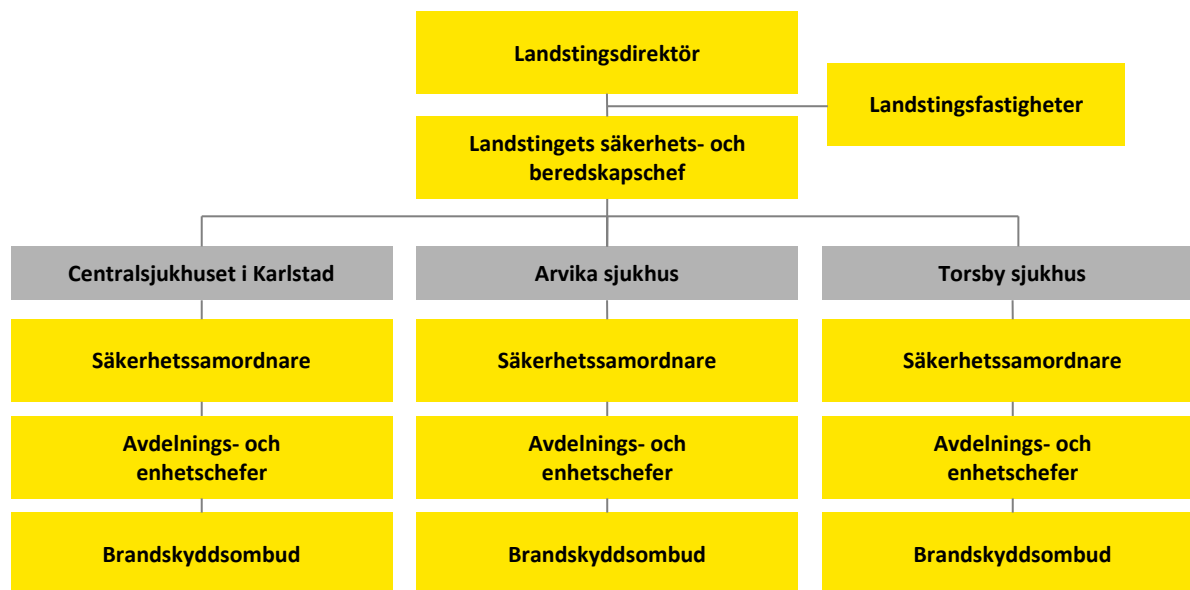 Landstingsdirektör
Landstingsfastigheter
Landstingets säkerhets- och
beredskapschef
Centralsjukhuset i Karlstad
Arvika sjukhus
Torsby sjukhus
Säkerhetssamordnare
Säkerhetssamordnare
Säkerhetssamordnare
Avdelnings- och
enhetschefer
Avdelnings- och
enhetschefer
Avdelnings- och
enhetschefer
Brandskyddsombud
Brandskyddsombud
Brandskyddsombud